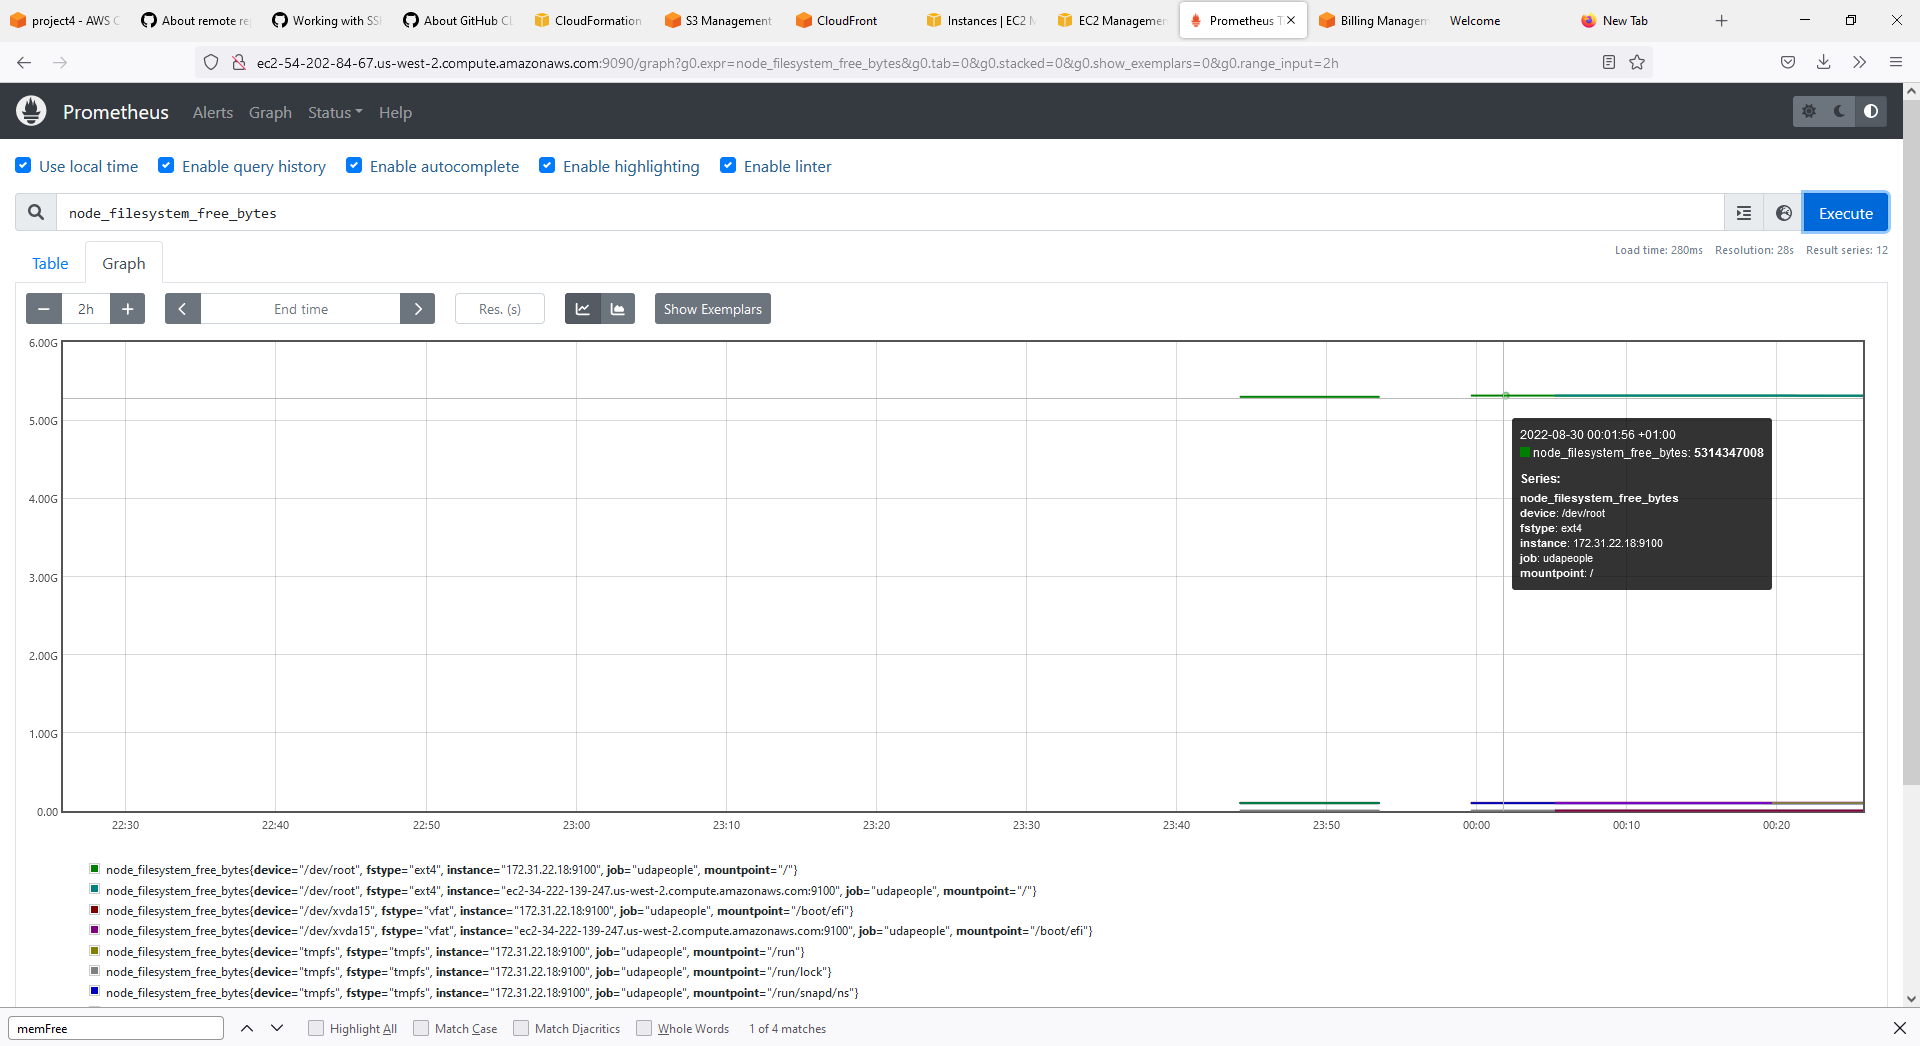 project4 - AWS C About remote re Working with SSH About GitHub CL CloudFormation S3 Management CloudFront Instances | EC2 M EC2 Managemen Prometheus Ti Billing Managem Welcome New Tab
ec2-54-202-84-67.us-west-2.compute.amazonaws.com:9090/graph?g0.expr=node_filesystem_free_bytes&g0.tab=0&g0.stacked=0&g0.show_exemplars=0&g0.range_input=2h
Prometheus Alerts Graph Status Help
Use local time Enable query history Enable autocomplete Enable highlighting Enable linter
node_filesystem_free_bytes Execute
Load time: 280ms Resolution: 28s Result series: 12
Table Graph
2h End time Res. (s) Show Exemplars
6.00G
5.00G
4.00G
3.00G
2.00G
1.00G
0.00
2022-08-30 00:01:56 +01:00
node_filesystem_free_bytes: 5314347008
Series:
node_filesystem_free_bytes
device: /dev/root
fstype: ext4
instance: 172.31.22.18:9100
job: udapeople
mountpoint: /
22:30 22:40 22:50 23:00 23:10 23:20 23:30 23:40 23:50 00:00 00:10 00:20
node_filesystem_free_bytes{device="/dev/root", fstype="ext4", instance="172.31.22.18:9100", job="udapeople", mountpoint="/"}
node_filesystem_free_bytes{device="/dev/root", fstype="ext4", instance="ec2-34-222-139-247.us-west-2.compute.amazonaws.com:9100", job="udapeople", mountpoint="/"}
node_filesystem_free_bytes{device="/dev/xvda15", fstype="vfat", instance="172.31.22.18:9100", job="udapeople", mountpoint="/boot/efi"}
node_filesystem_free_bytes{device="/dev/xvda15", fstype="vfat", instance="ec2-34-222-139-247.us-west-2.compute.amazonaws.com:9100", job="udapeople", mountpoint="/boot/efi"}
node_filesystem_free_bytes{device="tmpfs", fstype="tmpfs", instance="172.31.22.18:9100", job="udapeople", mountpoint="/run"}
node_filesystem_free_bytes{device="tmpfs", fstype="tmpfs", instance="172.31.22.18:9100", job="udapeople", mountpoint="/run/lock"}
node_filesystem_free_bytes{device="tmpfs", fstype="tmpfs", instance="172.31.22.18:9100", job="udapeople", mountpoint="/run/snapd/ns"}
memFree Highlight All Match Case Match Diacritics Whole Words 1 of 4 matches